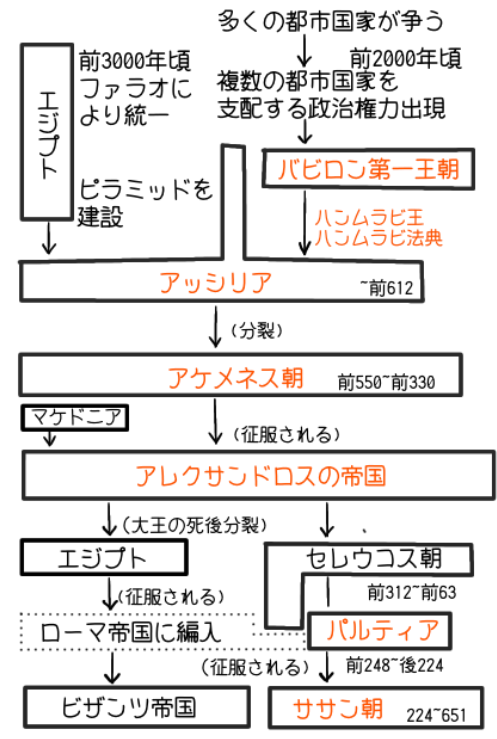 多くの都市国家が争う
前2000年頃
複数の都市国家を
支配する政治権力出現
エジプト
前3000年頃
ファラオに
より統一
ピラミッドを
建設
バビロン第一王朝
ハンムラビ王
ハンムラビ法典
アッシリア
~前612
(分裂)
アケメネス朝
前550~前330
マケドニア
(征服される)
アレクサンドロスの帝国
(大王の死後分裂)
エジプト
セレウコス朝
前312~前63
(征服される)
ローマ帝国に編入
パルティア
(征服される)
前248~後224
ビザンツ帝国
ササン朝
224~651